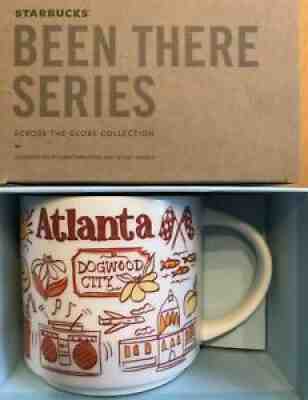 STARBUCKS
BEEN THERE
SERIES
ACROSS THE GLOBE COLLECTION
Atlanta
DOGWOOD
CITY